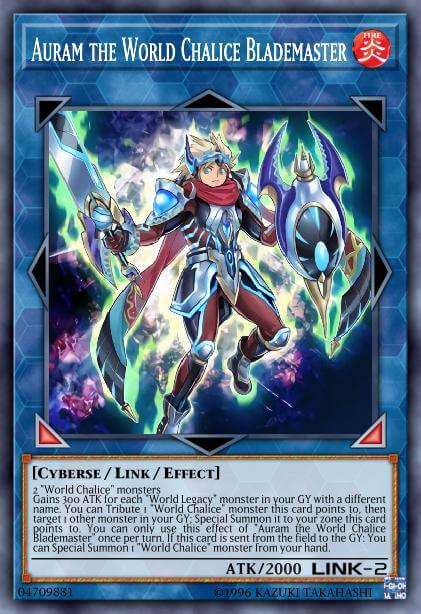 AURAM THE WORLD CHALICE BLADEMASTER
FIRE
炎
[CYBERSE / LINK / EFFECT]
2 "World Chalice" monsters
Gains 300 ATK for each "World Legacy" monster in your GY with a different
name. You can Tribute 1 "World Chalice" monster this card points to, then
target 1 other monster in your GY; Special Summon it to your zone this card
points to. You can only use this effect of "Auram the World Chalice
Blademaster" once per turn. If this card is sent from the field to the GY: You
can Special Summon 1 "World Chalice" monster from your hand.
ATK/2000 LINK-2
04709881
©1996 KAZUKI TAKAHASHI